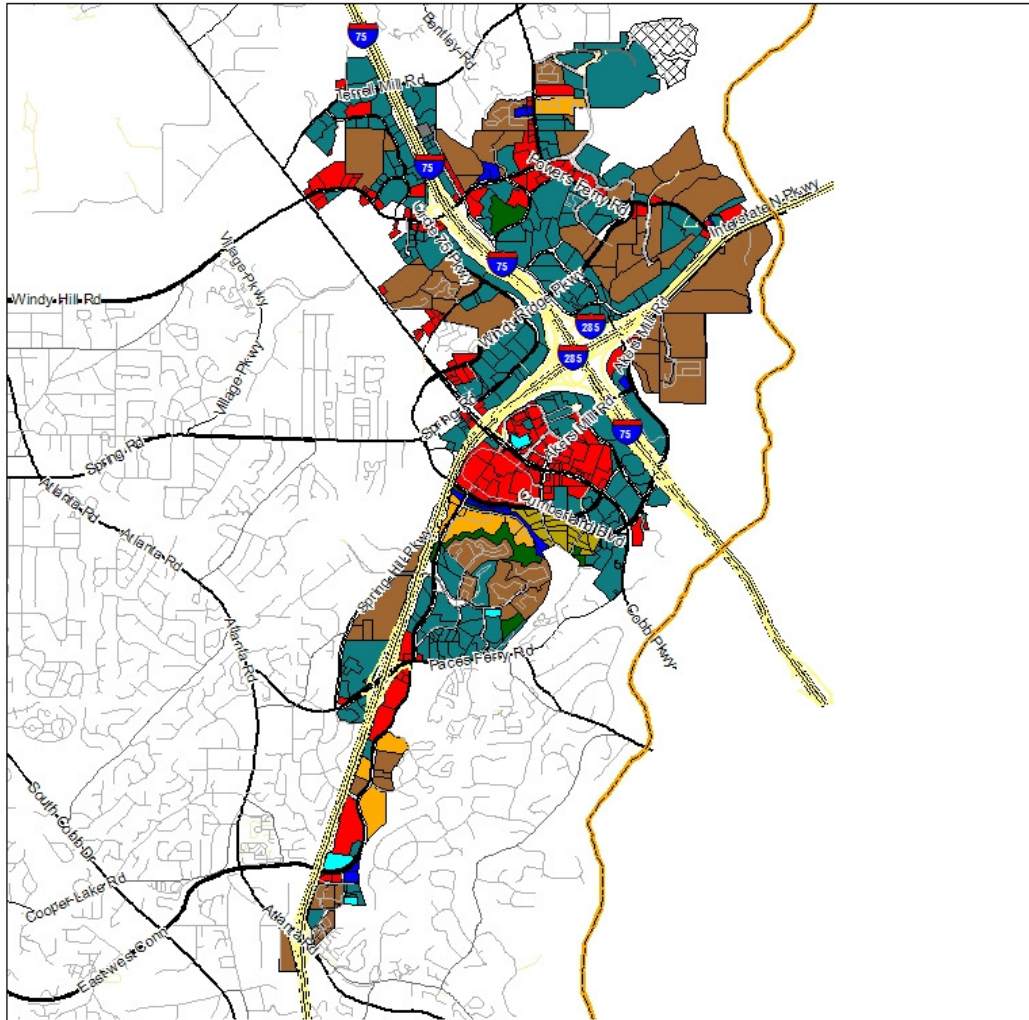 75
Bentley Rd
Terrell Mill Rd
75
Powers Ferry Rd
Interstate N Pkwy
Circle 75 Pkwy
Village Pkwy
75
Windy Hill Rd
Windy Ridge Pkwy
285
Akers Mill Rd
285
Village Pkwy
Spring Rd
Akers Mill Rd
75
Spring Rd
Atlanta Rd
Cumberland Blvd
Atlanta Rd
Spring Hill Pkwy
Cobb Pkwy
Atlanta Rd
Paces Ferry Rd
South Cobb Dr
Cooper Lake Rd
Atlanta Rd
Eastwest Conn